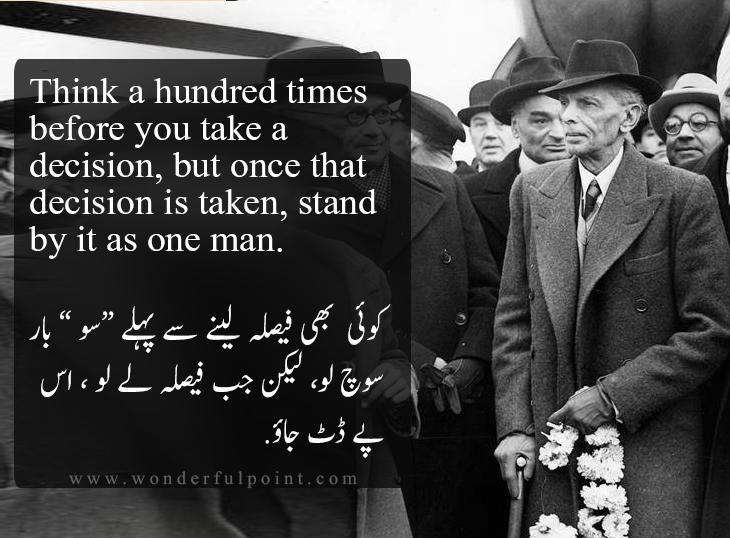 Think a hundred times
before you take a
decision, but once that
decision is taken, stand
by it as one man.
کوئی بھی فیصلہ لینے سے پہلے ”سو “ بار
سوچ لو، لیکن جب فیصلہ لے لو ، اس
پے ڈٹ جاؤ.
www.wonderfulpoint.com